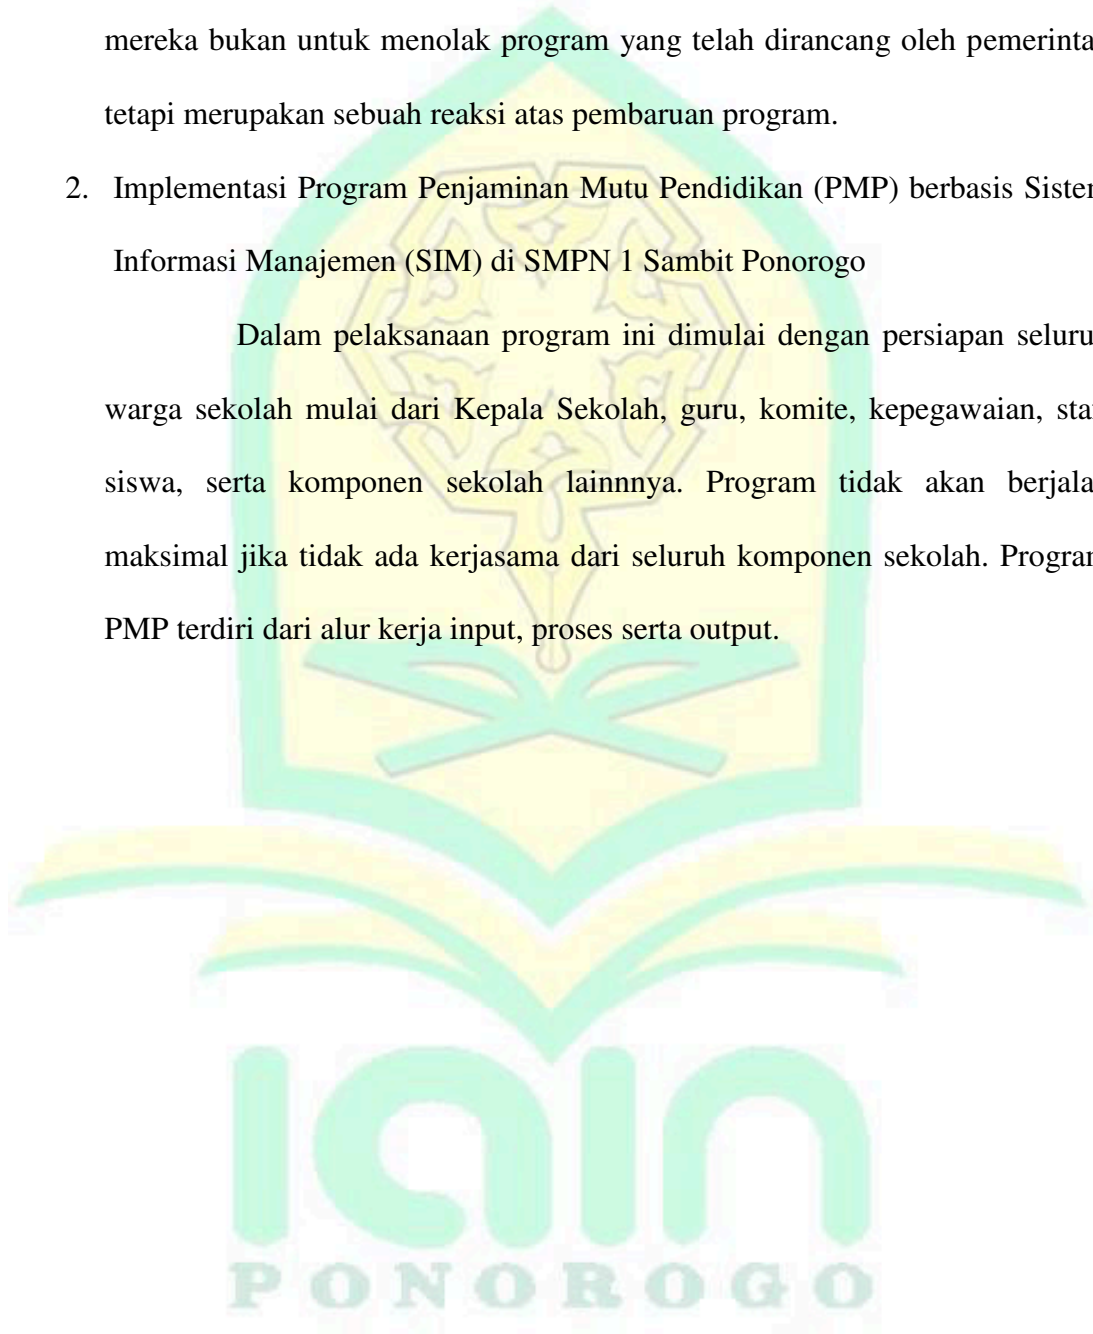 mereka bukan untuk menolak program yang telah dirancang oleh pemerinta
tetapi merupakan sebuah reaksi atas pembaruan program.
2. Implementasi Program Penjaminan Mutu Pendidikan (PMP) berbasis Sister
Informasi Manajemen (SIM) di SMPN 1 Sambit Ponorogo
Dalam pelaksanaan program ini dimulai dengan persiapan seluru
warga sekolah mulai dari Kepala Sekolah, guru, komite, kepegawaian, sta
siswa, serta komponen sekolah lainnnya. Program tidak akan berjala
maksimal jika tidak ada kerjasama dari seluruh komponen sekolah. Progra
PMP terdiri dari alur kerja input, proses serta output.
iain
PONOROGO